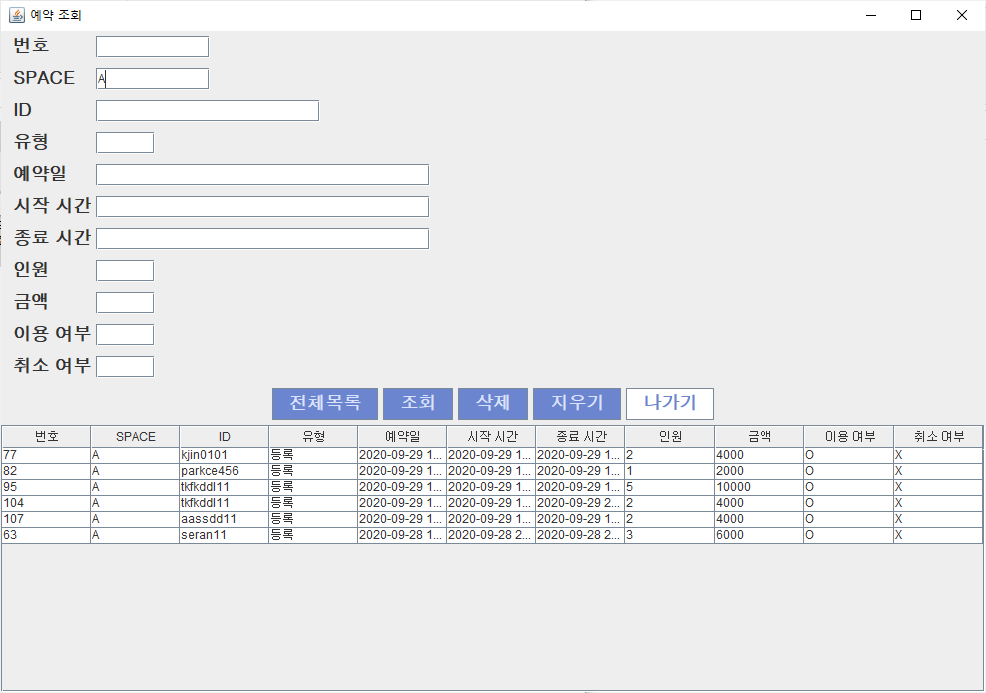 예약 조회
번호
SPACE A
ID
유형
예약일
시작 시간
종료 시간
인원
금액
이용 여부
취소 여부
전체목록 조회 삭제 지우기 나가기
번호 SPACE ID 유형 예약일 시작 시간 종료 시간 인원 금액 이용 여부 취소 여부
77 A kjin0101 등록 2020-09-29 1... 2020-09-29 1... 2020-09-29 1... 2 4000 O X
82 A parkce456 등록 2020-09-29 1... 2020-09-29 1... 2020-09-29 1... 1 2000 O X
95 A tkfkddl11 등록 2020-09-29 1... 2020-09-29 1... 2020-09-29 1... 5 10000 O X
104 A tkfkddl11 등록 2020-09-29 1... 2020-09-29 1... 2020-09-29 2... 2 4000 O X
107 A aassdd11 등록 2020-09-29 1... 2020-09-29 1... 2020-09-29 1... 2 4000 O X
63 A seran11 등록 2020-09-28 1... 2020-09-28 2... 2020-09-28 2... 3 6000 O X